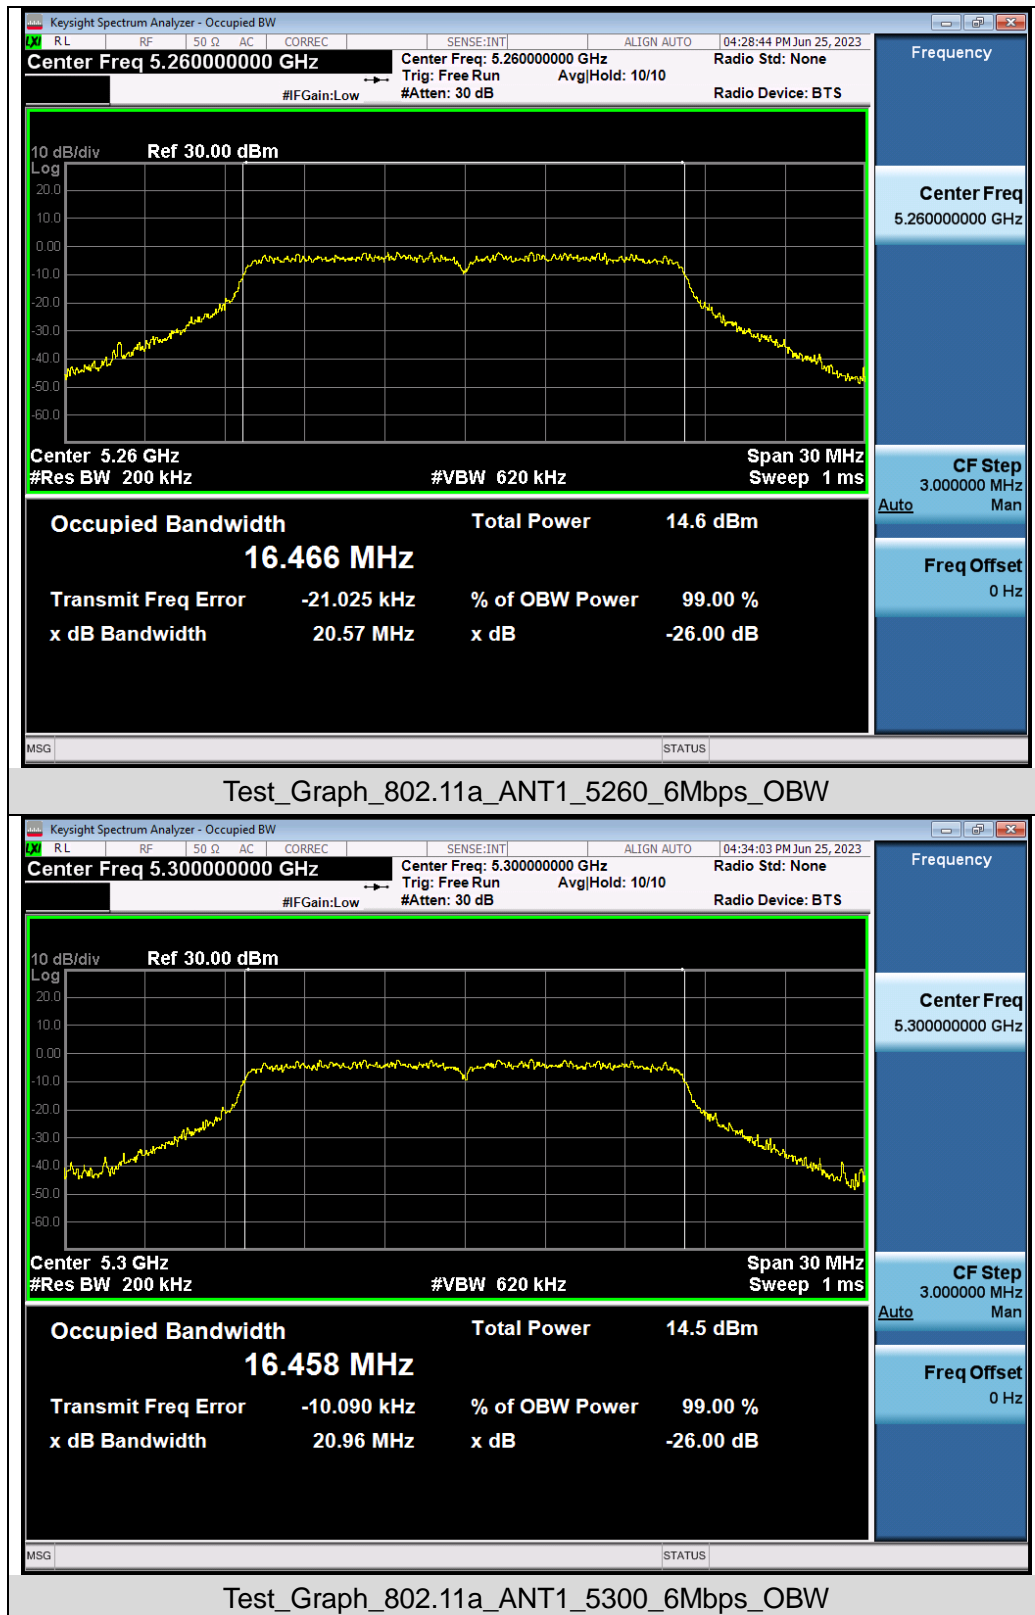 Keysight Spectrum Analyzer - Occupied BW
LXI RL RF 50 Ω AC CORREC SENSE:INT ALIGN AUTO 04:28:44 PM Jun 25, 2023
Center Freq 5.260000000 GHz Center Freq: 5.260000000 GHz Radio Std: None Frequency
Trig: Free Run Avg|Hold: 10/10
#IFGain:Low #Atten: 30 dB Radio Device: BTS
10 dB/div Ref 30.00 dBm
Log
20.0
10.0
0.00
-10.0
-20.0
-30.0
-40.0
-50.0
-60.0
Center 5.26 GHz Span 30 MHz
#Res BW 200 kHz #VBW 620 kHz Sweep 1 ms
Center Freq
5.260000000 GHz
CF Step
3.000000 MHz
Auto Man
Freq Offset
0 Hz
Occupied Bandwidth Total Power 14.6 dBm
16.466 MHz
Transmit Freq Error -21.025 kHz % of OBW Power 99.00 %
x dB Bandwidth 20.57 MHz x dB -26.00 dB
MSG STATUS
Test_Graph_802.11a_ANT1_5260_6Mbps_OBW
Keysight Spectrum Analyzer - Occupied BW
LXI RL RF 50 Ω AC CORREC SENSE:INT ALIGN AUTO 04:34:03 PM Jun 25, 2023
Center Freq 5.300000000 GHz Center Freq: 5.300000000 GHz Radio Std: None Frequency
Trig: Free Run Avg|Hold: 10/10
#IFGain:Low #Atten: 30 dB Radio Device: BTS
10 dB/div Ref 30.00 dBm
Log
20.0
10.0
0.00
-10.0
-20.0
-30.0
-40.0
-50.0
-60.0
Center 5.3 GHz Span 30 MHz
#Res BW 200 kHz #VBW 620 kHz Sweep 1 ms
Center Freq
5.300000000 GHz
CF Step
3.000000 MHz
Auto Man
Freq Offset
0 Hz
Occupied Bandwidth Total Power 14.5 dBm
16.458 MHz
Transmit Freq Error -10.090 kHz % of OBW Power 99.00 %
x dB Bandwidth 20.96 MHz x dB -26.00 dB
MSG STATUS
Test_Graph_802.11a_ANT1_5300_6Mbps_OBW